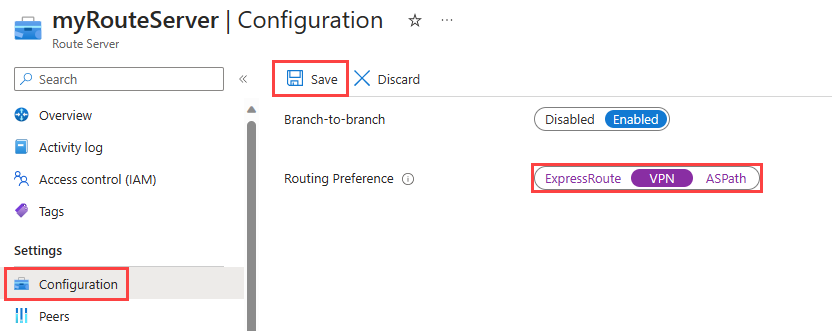 myRouteServer | Configuration ☆ ···
Route Server
Search «
Overview
Activity log
Access control (IAM)
Tags
Settings
Configuration
Peers
Save Discard
Branch-to-branch Disabled Enabled
Routing Preference ExpressRoute VPN ASPath